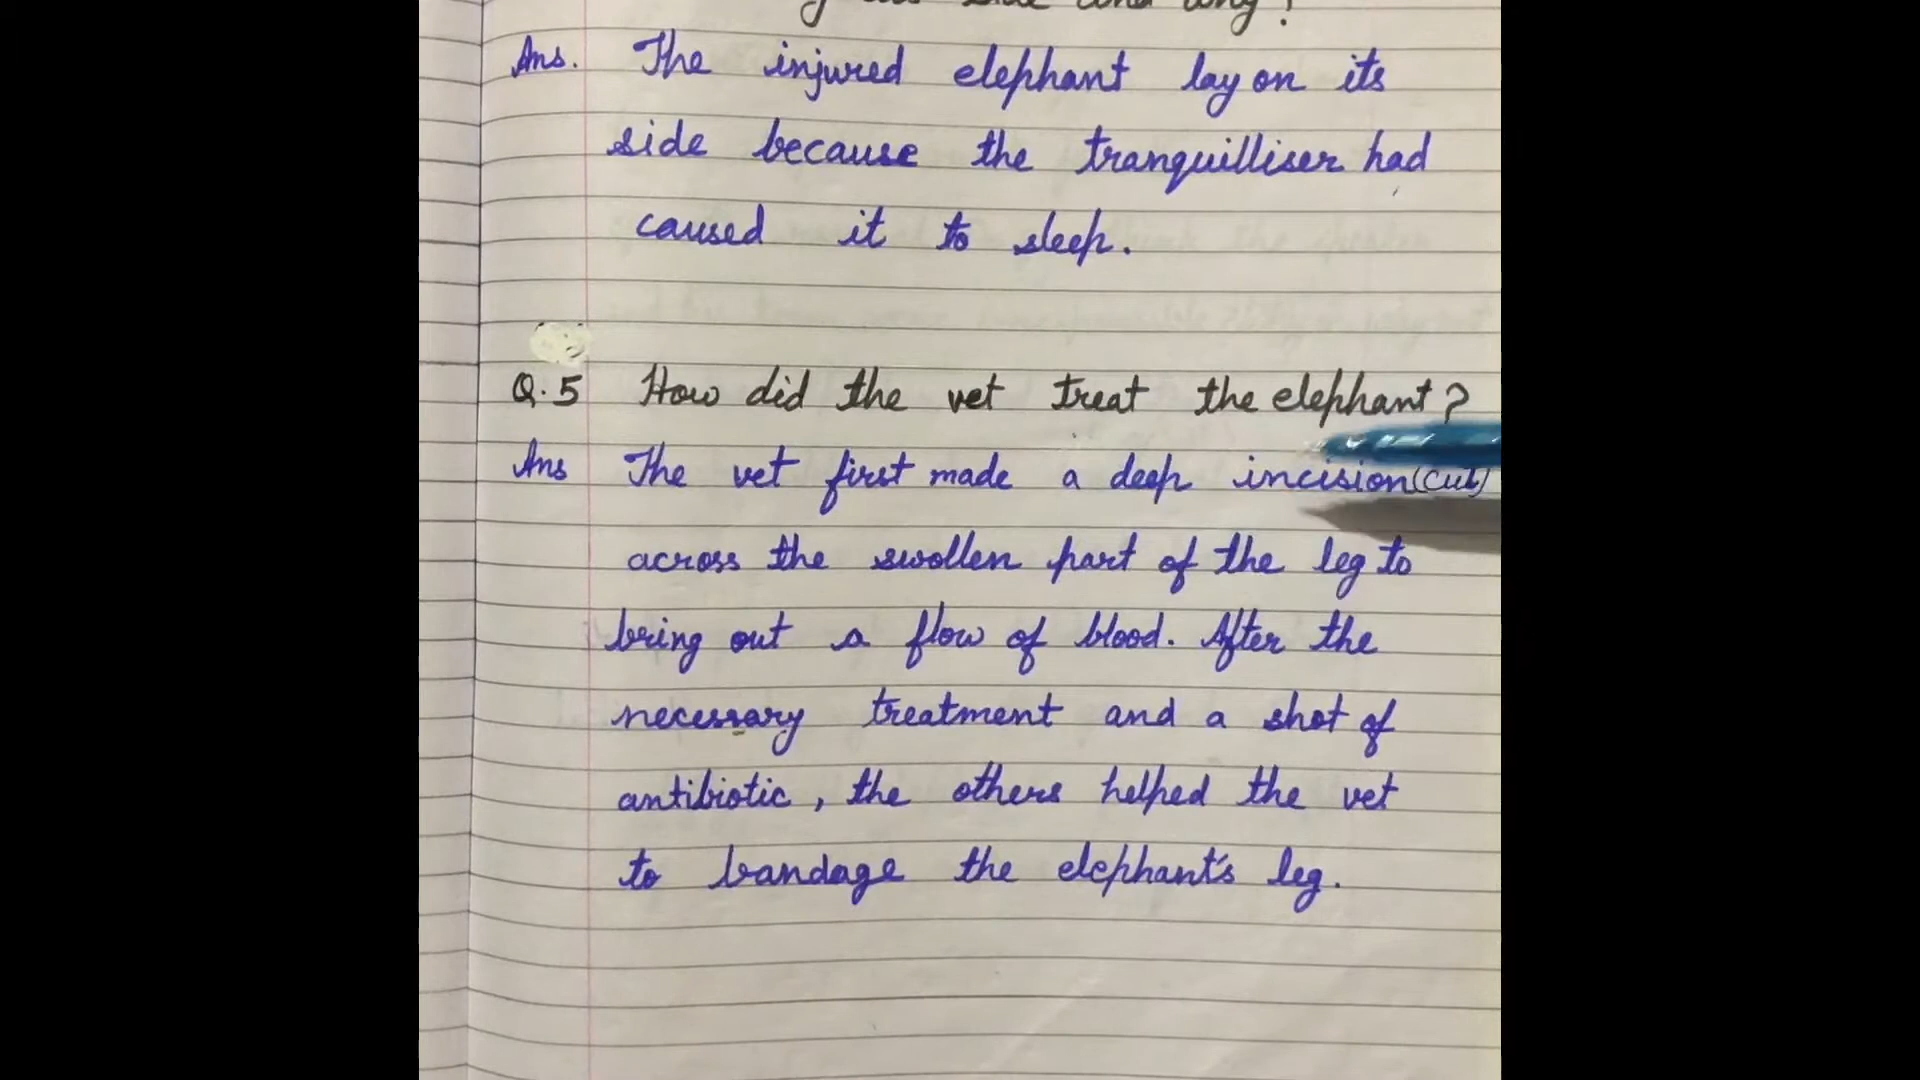 side and why?
Ans. The injured elephant lay on its
side because the tranquilliser had
caused it to sleep.
Q.5 How did the vet treat the elephant?
Ans The vet first made a deep incision (cut)
across the swollen part of the leg to
bring out a flow of blood. After the
necessary treatment and a shot of
antibiotic, the others helped the vet
to bandage the elephant's leg.